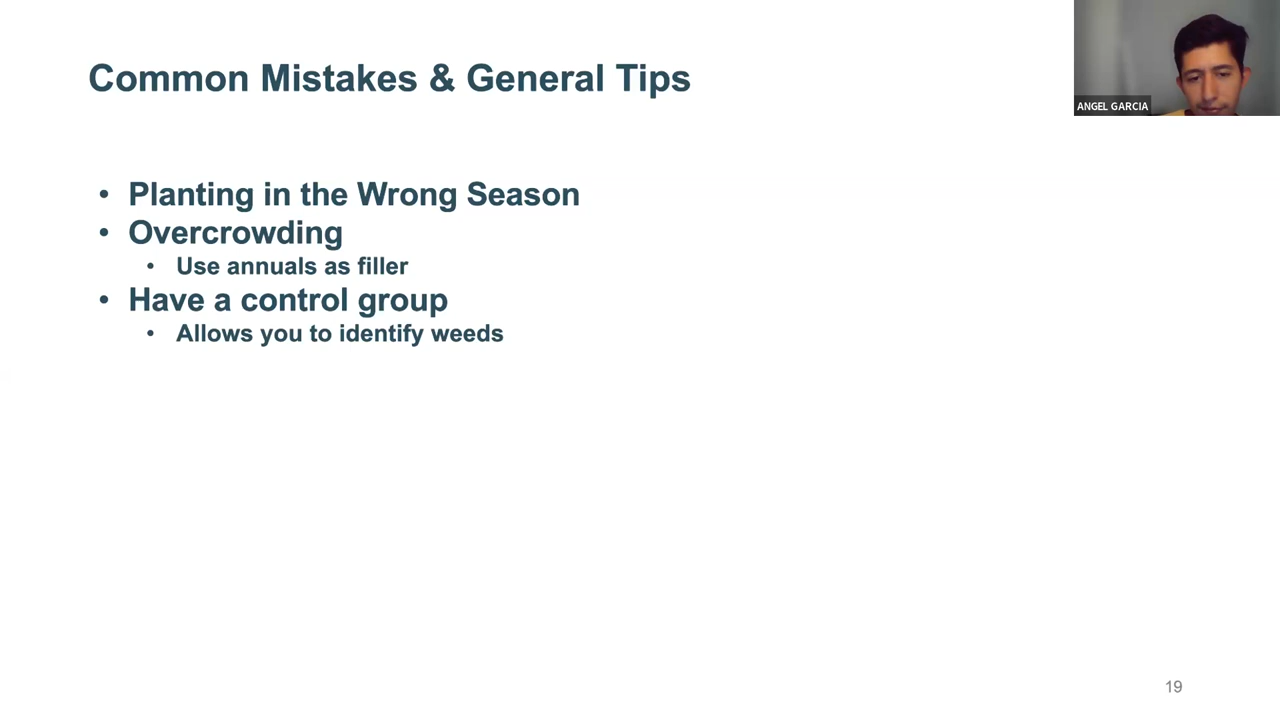 Common Mistakes & General Tips
ANGEL GARCIA
• Planting in the Wrong Season
• Overcrowding
• Use annuals as filler
• Have a control group
• Allows you to identify weeds
19